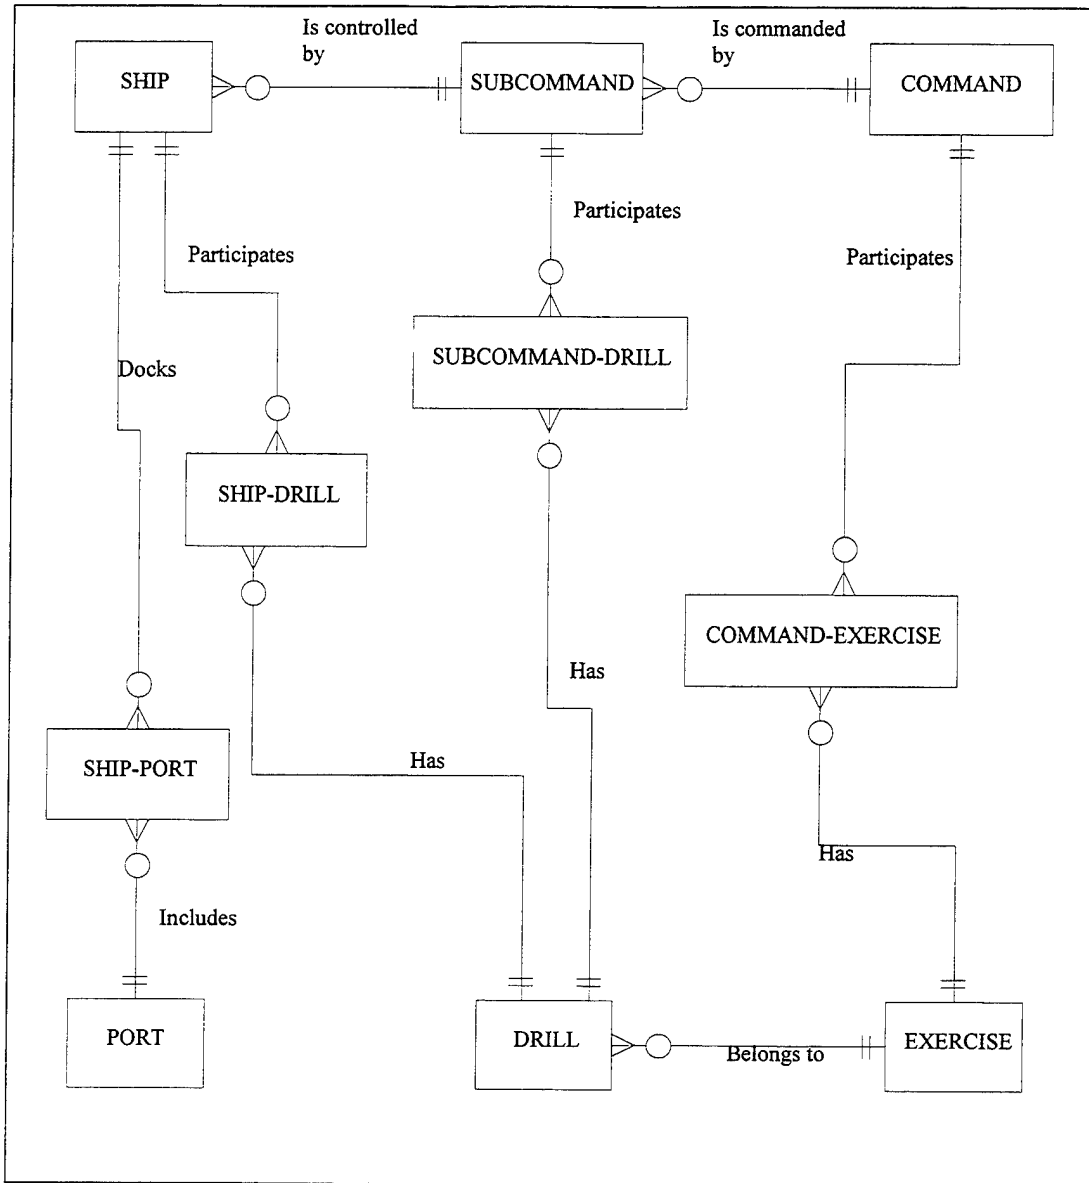 Is controlled
by
Is commanded
by
SHIP
SUBCOMMAND
COMMAND
Participates
Participates
Participates
Docks
SUBCOMMAND-DRILL
SHIP-DRILL
COMMAND-EXERCISE
Has
SHIP-PORT
Has
Has
Includes
PORT
DRILL
Belongs to
EXERCISE